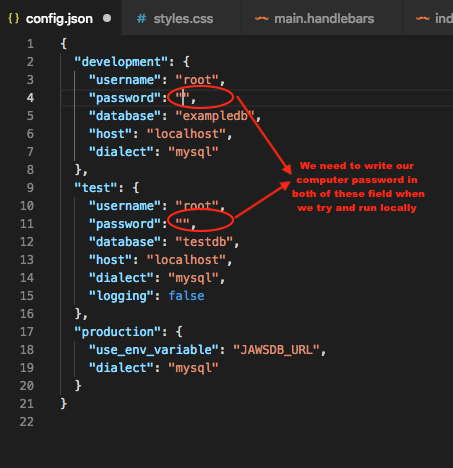 {} config.json ● # styles.css main.handlebars ind
1 {
2 "development": {
3 "username": "root",
4 "password": "",
5 "database": "exampledb",
6 "host": "localhost",
7 "dialect": "mysql"
8 },
9 "test": {
10 "username": "root",
11 "password": "",
12 "database": "testdb",
13 "host": "localhost",
14 "dialect": "mysql",
15 "logging": false
16 },
17 "production": {
18 "use_env_variable": "JAWSDB_URL",
19 "dialect": "mysql"
20 }
21 }
22
We need to write our
computer password in
both of these field when
we try and run locally